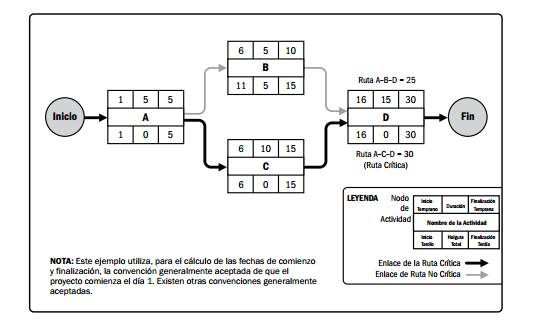 6 5 10
B
11 5 15
Ruta A-B-D = 25
Inicio
1 5 5
A
1 0 5
16 15 30
D
16 0 30
Fin
6 10 15
C
6 0 15
Ruta A-C-D = 30
(Ruta Crítica)
LEYENDA
Nodo
de
Actividad
Inicio
Temprano
Duración
Finalización
Temprana
Nombre de la Actividad
Inicio
Tardío
Holgura
Total
Finalización
Tardía
Enlace de la Ruta Crítica
Enlace de Ruta No Crítica
NOTA: Este ejemplo utiliza, para el cálculo de las fechas de comienzo
y finalización, la convención generalmente aceptada de que el
proyecto comienza el día 1. Existen otras convenciones generalmente
aceptadas.